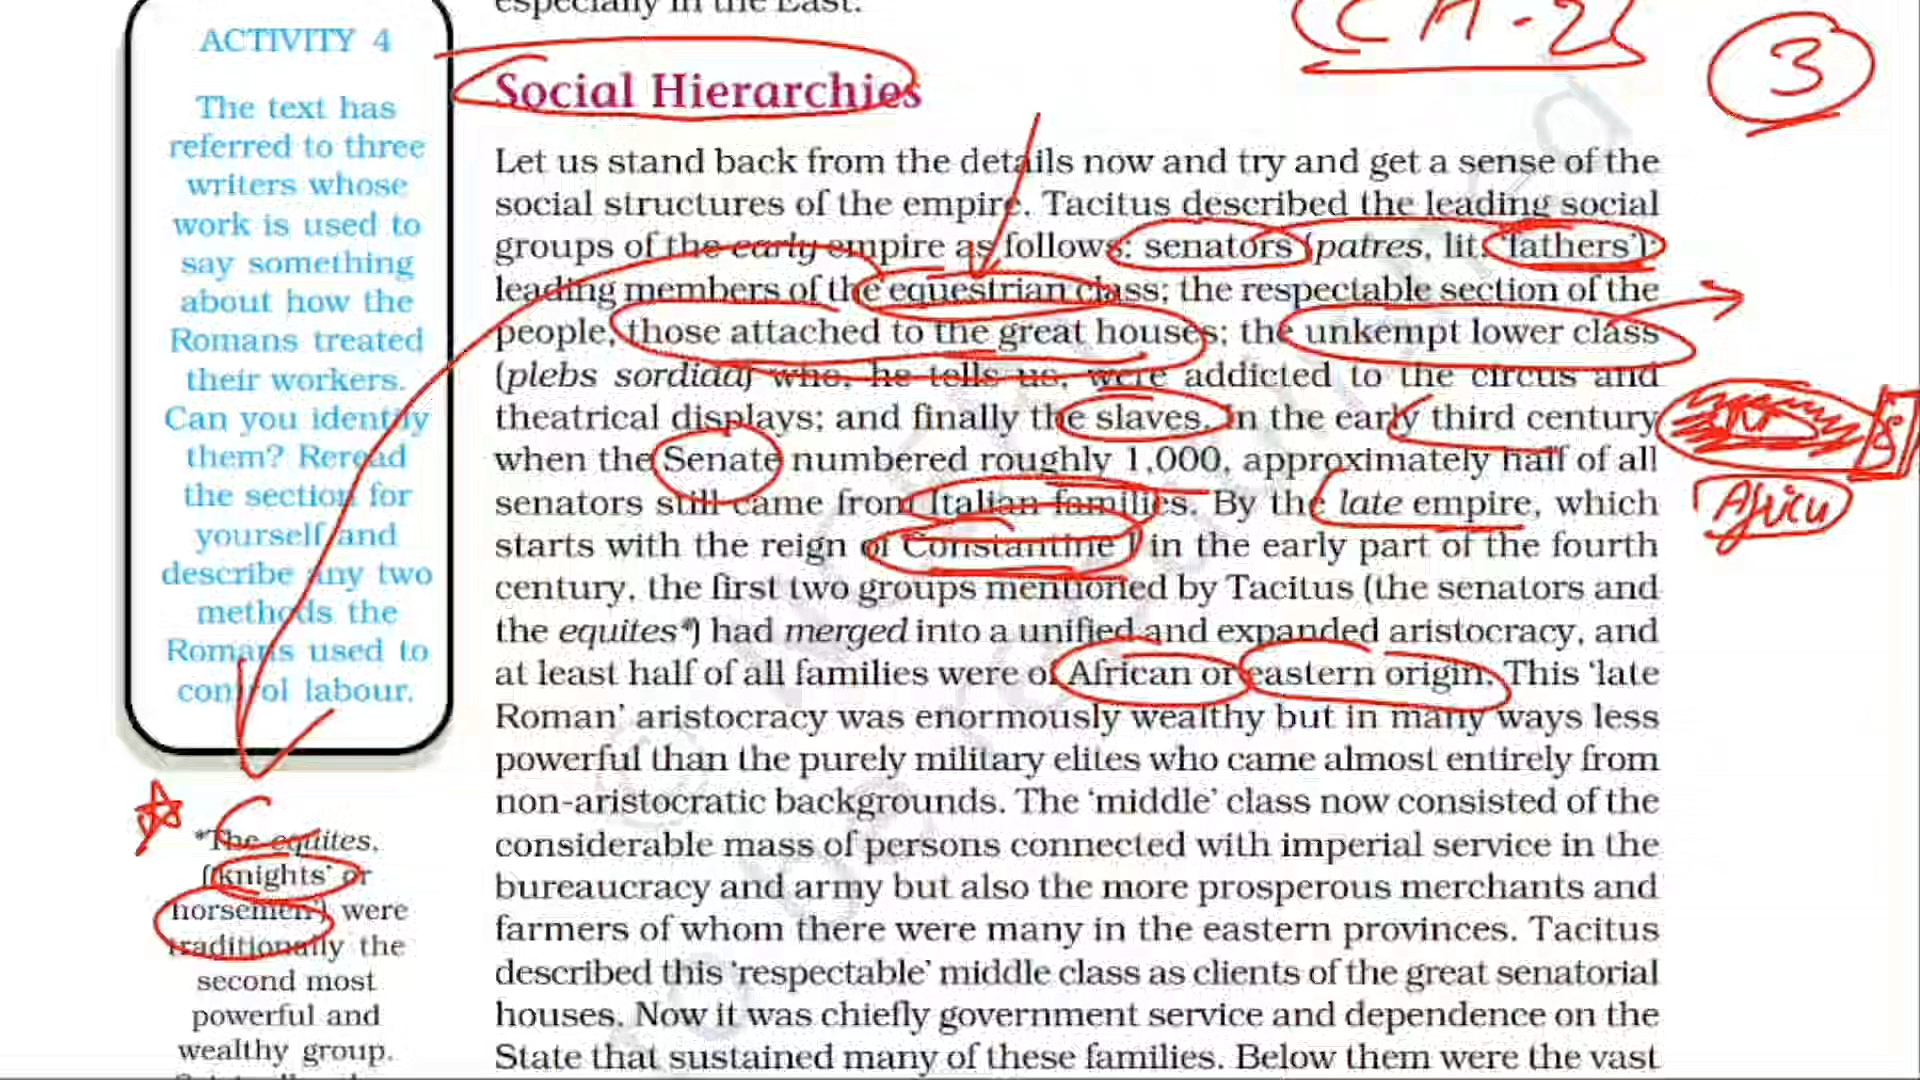 especially in the East.
CH-2
3
ACTIVITY 4
The text has
referred to three
writers whose
work is used to
say something
about how the
Romans treated
their workers.
Can you identify
them? Reread
the section for
yourself and
describe any two
methods the
Romans used to
control labour.
*The equites,
('knights' or
'horsemen') were
traditionally the
second most
powerful and
wealthy group.
Social Hierarchies
Let us stand back from the details now and try and get a sense of the
social structures of the empire. Tacitus described the leading social
groups of the early empire as follows: senators (patres, lit. 'fathers');
leading members of the equestrian class; the respectable section of the
people, those attached to the great houses; the unkempt lower class
(plebs sordida) who, he tells us, were addicted to the circus and
theatrical displays; and finally the slaves. In the early third century
when the Senate numbered roughly 1,000, approximately half of all
senators still came from Italian families. By the late empire, which
starts with the reign of Constantine I in the early part of the fourth
century, the first two groups mentioned by Tacitus (the senators and
the equites*) had merged into a unified and expanded aristocracy, and
at least half of all families were of African or eastern origin. This 'late
Roman' aristocracy was enormously wealthy but in many ways less
powerful than the purely military elites who came almost entirely from
non-aristocratic backgrounds. The 'middle' class now consisted of the
considerable mass of persons connected with imperial service in the
bureaucracy and army but also the more prosperous merchants and
farmers of whom there were many in the eastern provinces. Tacitus
described this 'respectable' middle class as clients of the great senatorial
houses. Now it was chiefly government service and dependence on the
State that sustained many of these families. Below them were the vast
Africa